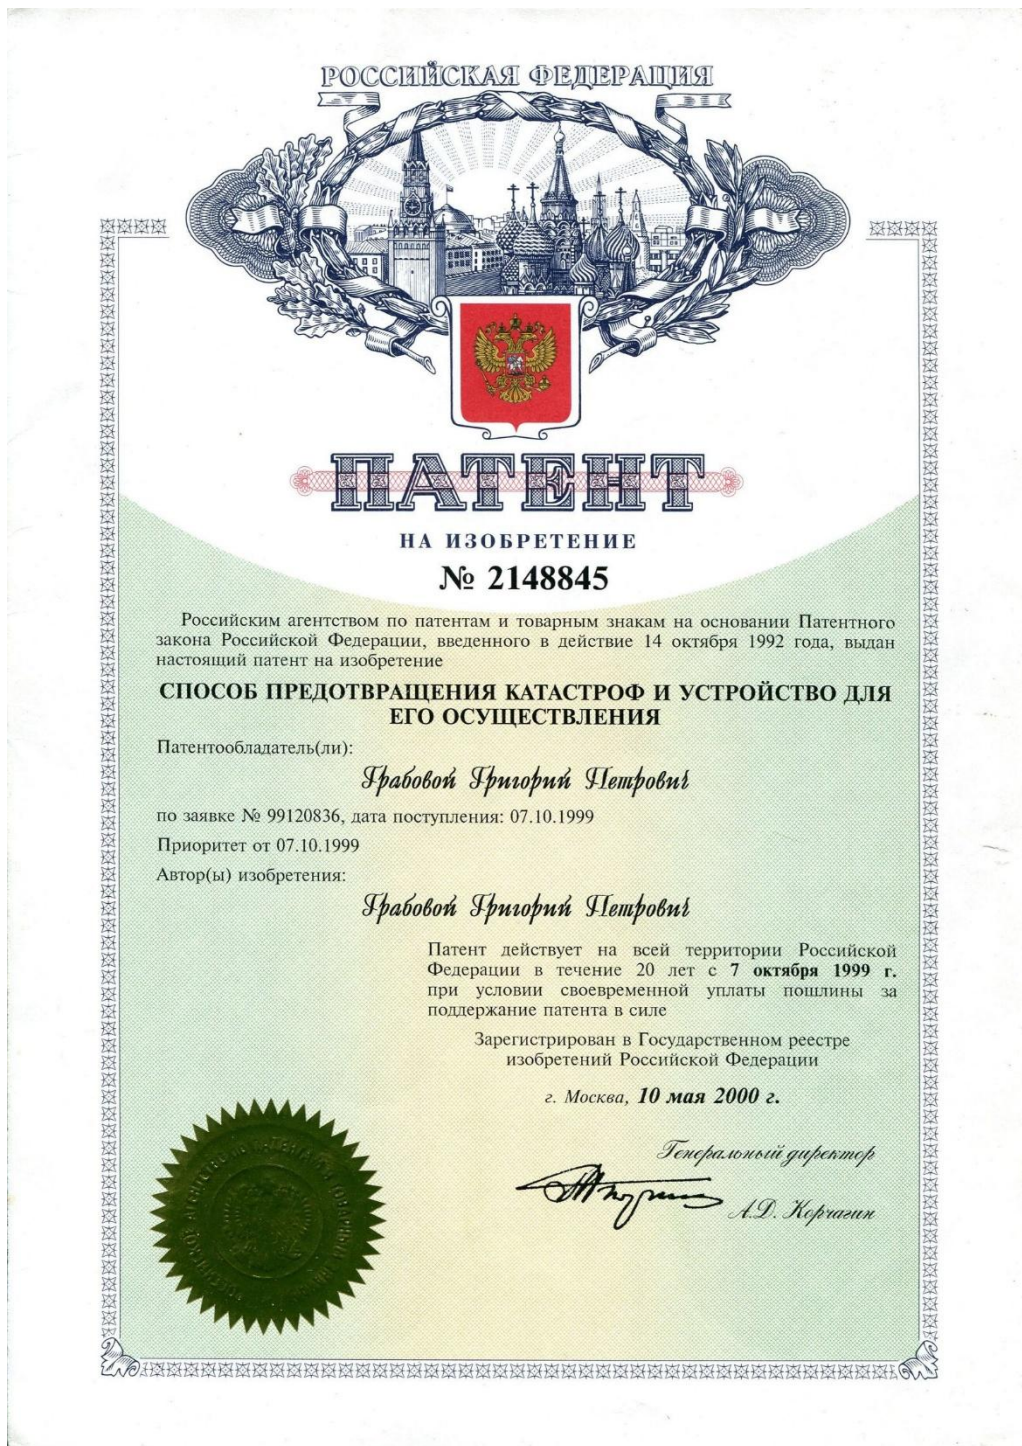 РОССИЙСКАЯ ФЕДЕРАЦИЯ
ПАТЕНТ
НА ИЗОБРЕТЕНИЕ
№ 2148845
Российским агентством по патентам и товарным знакам на основании Патентного
закона Российской Федерации, введенного в действие 14 октября 1992 года, выдан
настоящий патент на изобретение
СПОСОБ ПРЕДОТВРАЩЕНИЯ КАТАСТРОФ И УСТРОЙСТВО ДЛЯ
ЕГО ОСУЩЕСТВЛЕНИЯ
Патентообладатель(ли):
Грабовой Григорий Петрович
по заявке № 99120836, дата поступления: 07.10.1999
Приоритет от 07.10.1999
Автор(ы) изобретения:
Грабовой Григорий Петрович
Патент действует на всей территории Российской
Федерации в течение 20 лет с 7 октября 1999 г.
при условии своевременной уплаты пошлины за
поддержание патента в силе
Зарегистрирован в Государственном реестре
изобретений Российской Федерации
г. Москва, 10 мая 2000 г.
Генеральный директор
А.Д. Корчагин